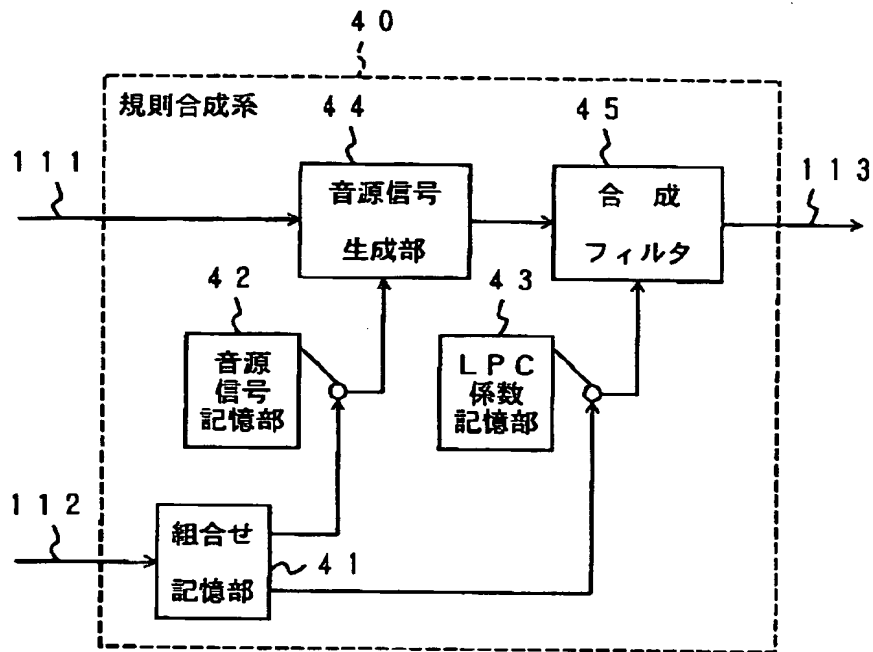 40
規則合成系
44
45
111
113
音源信号
生成部
合成
フィルタ
42
43
音源
信号
記憶部
LPC
係数
記憶部
112
組合せ
記憶部
41